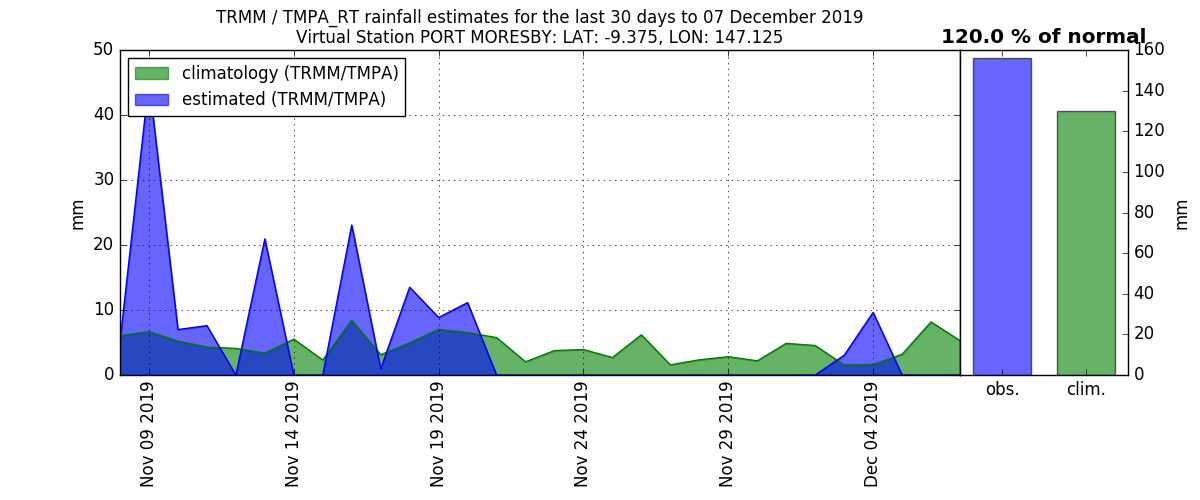 TRMM / TMPA_RT rainfall estimates for the last 30 days to 07 December 2019
Virtual Station PORT MORESBY: LAT: -9.375, LON: 147.125
120.0 % of normal
climatology (TRMM/TMPA)
estimated (TRMM/TMPA)
50
40
30
20
10
0
mm
Nov 09 2019
Nov 14 2019
Nov 19 2019
Nov 24 2019
Nov 29 2019
Dec 04 2019
160
140
120
100
80
60
40
20
0
mm
obs.
clim.